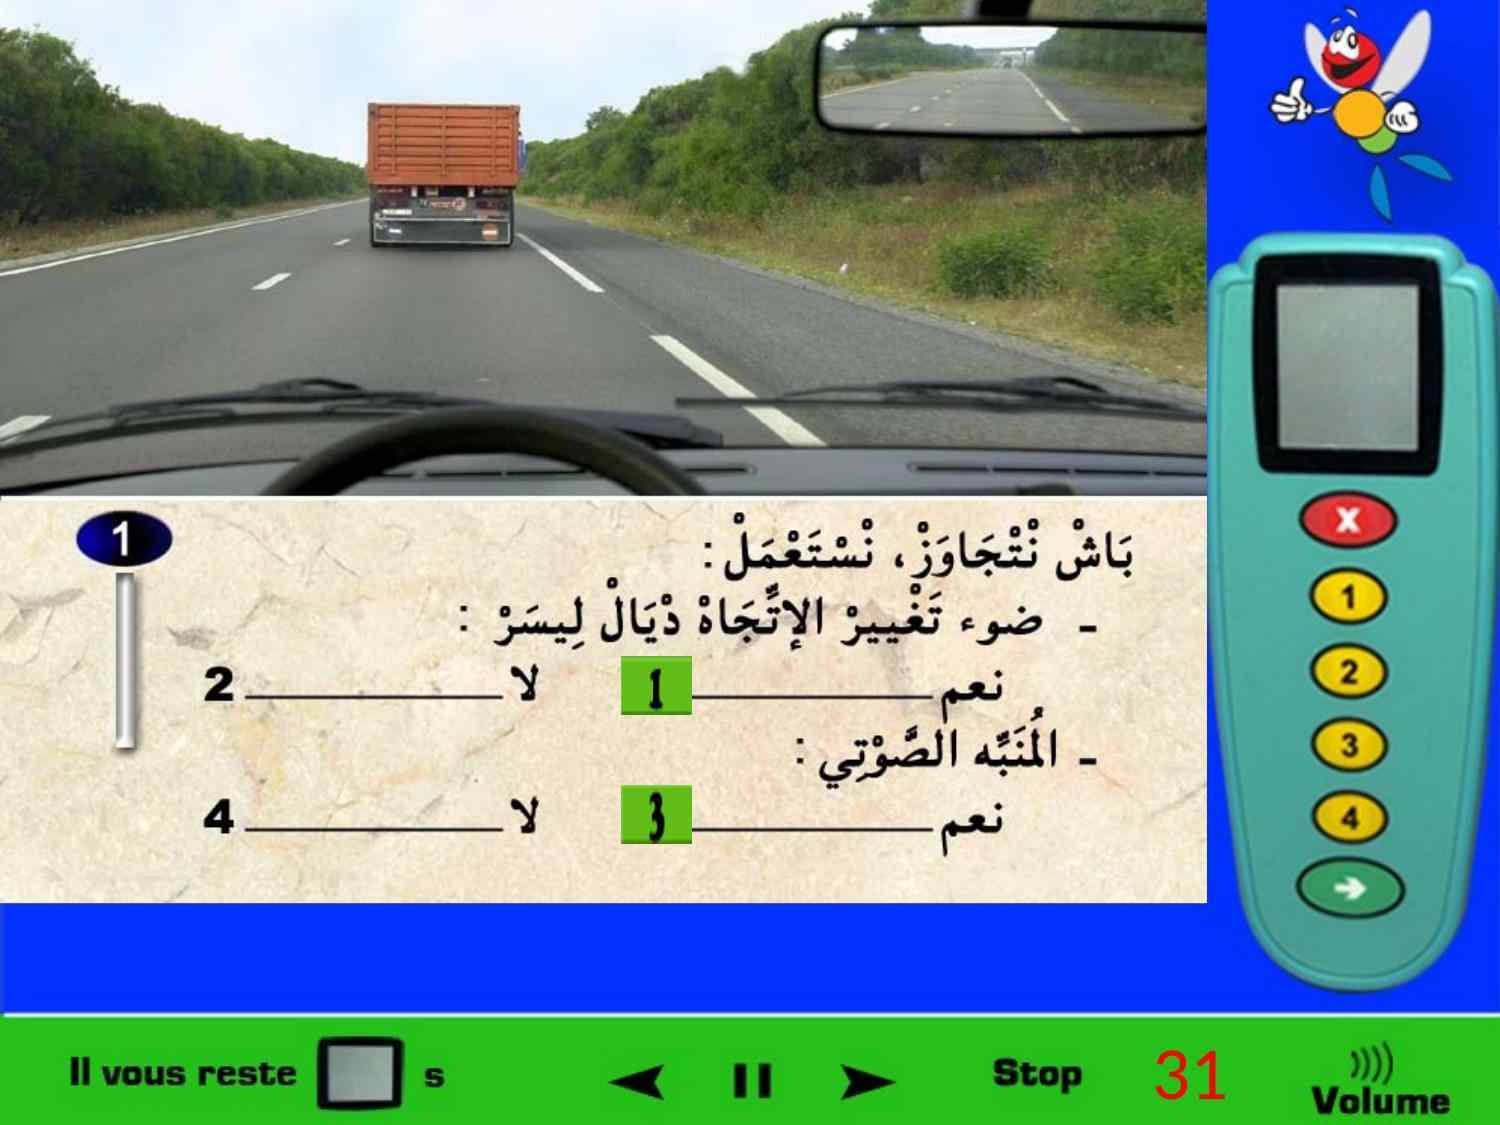 1
بَاشْ نْتْجَاوَزْ، نْسْتَعْمَلْ:
- ضوء تَغْيِيرْ الإتِّجَاهْ دْيَالْ لِيسَرْ :
نعم 1 لا 2
- المُنَبِّه الصَّوْتِي :
نعم 3 لا 4
X
1
2
3
4
Il vous reste s
Stop
31
Volume